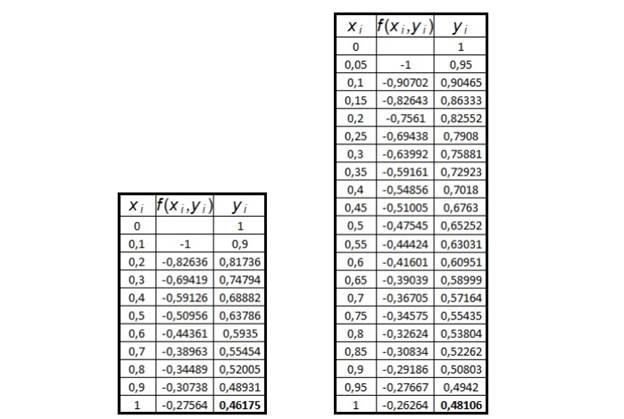 x i f(x i,y i) y i
0 1
0,1 -1 0,9
0,2 -0,82636 0,81736
0,3 -0,69419 0,74794
0,4 -0,59126 0,68882
0,5 -0,50956 0,63786
0,6 -0,44361 0,5935
0,7 -0,38963 0,55454
0,8 -0,34489 0,52005
0,9 -0,30738 0,48931
1 -0,27564 0,46175
x i f(x i,y i) y i
0 1
0,05 -1 0,95
0,1 -0,90702 0,90465
0,15 -0,82643 0,86333
0,2 -0,7561 0,82552
0,25 -0,69438 0,7908
0,3 -0,63992 0,75881
0,35 -0,59161 0,72923
0,4 -0,54856 0,7018
0,45 -0,51005 0,6763
0,5 -0,47545 0,65252
0,55 -0,44424 0,63031
0,6 -0,41601 0,60951
0,65 -0,39039 0,58999
0,7 -0,36705 0,57164
0,75 -0,34575 0,55435
0,8 -0,32624 0,53804
0,85 -0,30834 0,52262
0,9 -0,29186 0,50803
0,95 -0,27667 0,4942
1 -0,26264 0,48106